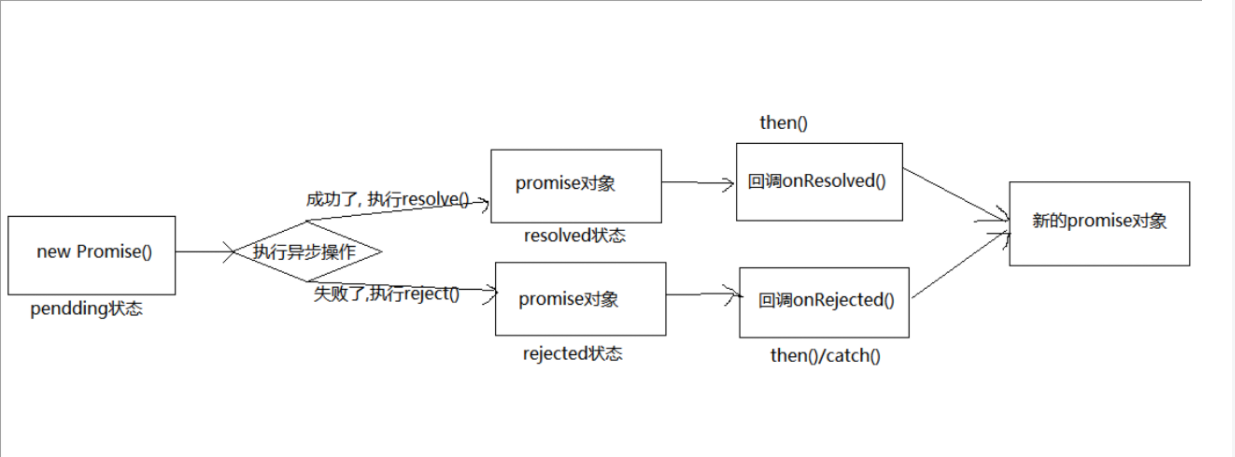 new Promise()
pendding状态
执行异步操作
成功了, 执行resolve()
失败了,执行reject()
promise对象
resolved状态
promise对象
rejected状态
then()
回调onResolved()
回调onRejected()
then()/catch()
新的promise对象